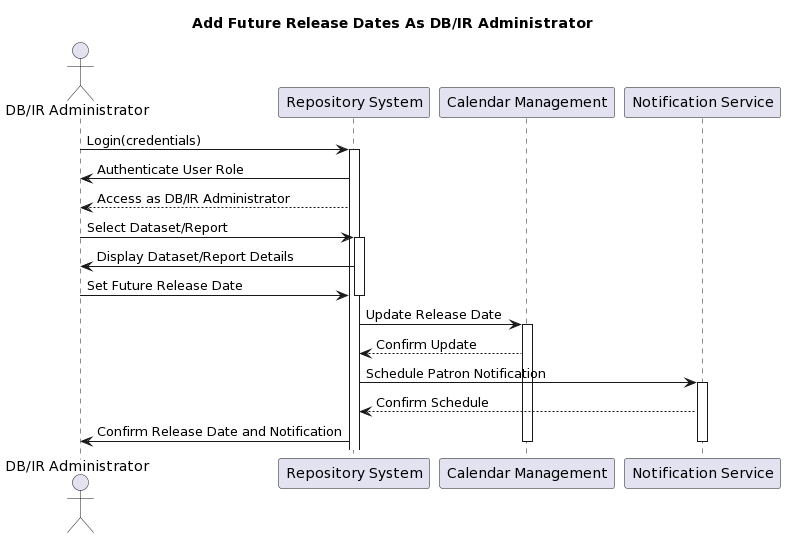 Add Future Release Dates As DB/IR Administrator
DB/IR Administrator
Repository System
Calendar Management
Notification Service
Login(credentials)
Authenticate User Role
Access as DB/IR Administrator
Select Dataset/Report
Display Dataset/Report Details
Set Future Release Date
Update Release Date
Confirm Update
Schedule Patron Notification
Confirm Schedule
Confirm Release Date and Notification
DB/IR Administrator
Repository System
Calendar Management
Notification Service